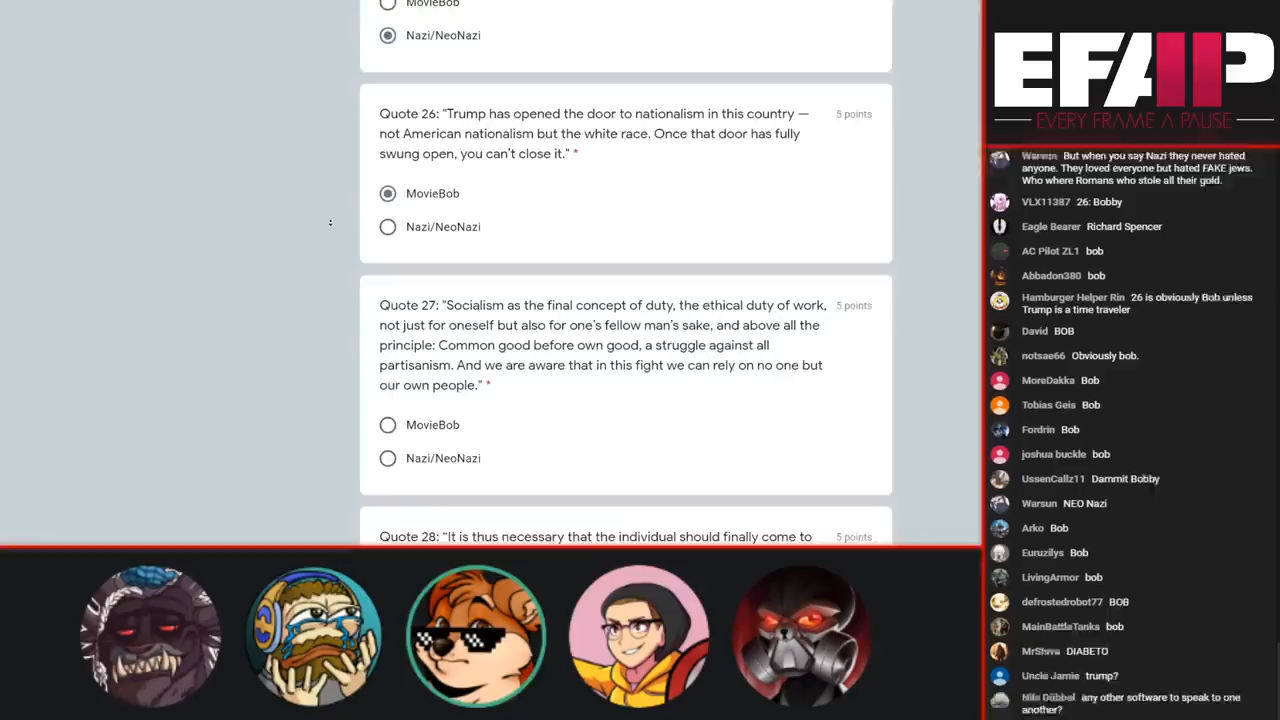 MovieBob
Nazi/NeoNazi
Quote 26: "Trump has opened the door to nationalism in this country —
not American nationalism but the white race. Once that door has fully
swung open, you can't close it." *
5 points
MovieBob
Nazi/NeoNazi
Quote 27: "Socialism as the final concept of duty, the ethical duty of work,
not just for oneself but also for one's fellow man's sake, and above all the
principle: Common good before own good, a struggle against all
partisanism. And we are aware that in this fight we can rely on no one but
our own people." *
5 points
MovieBob
Nazi/NeoNazi
Quote 28: "It is thus necessary that the individual should finally come to
5 points
EFAP
EVERY FRAME A PAUSE
Warsun But when you say Nazi they never hated
anyone. They loved everyone but hated FAKE jews.
Who where Romans who stole all their gold.
VLX11387 26: Bobby
Eagle Bearer Richard Spencer
AC Pilot ZL1 bob
Abbadon380 bob
Hamburger Helper Rin 26 is obviously Bob unless
Trump is a time traveler
David BOB
notsae66 Obviously bob.
MoreDakka Bob
Tobias Geis Bob
Fordrin Bob
joshua buckle bob
UssenCallz11 Dammit Bobby
Warsun NEO Nazi
Arko Bob
Euruzilys Bob
LivingArmor bob
defrostedrobot77 BOB
MainBattleTanks bob
MrShiva DIABETO
Uncle Jamie trump?
Nils Dübbel any other software to speak to one
another?